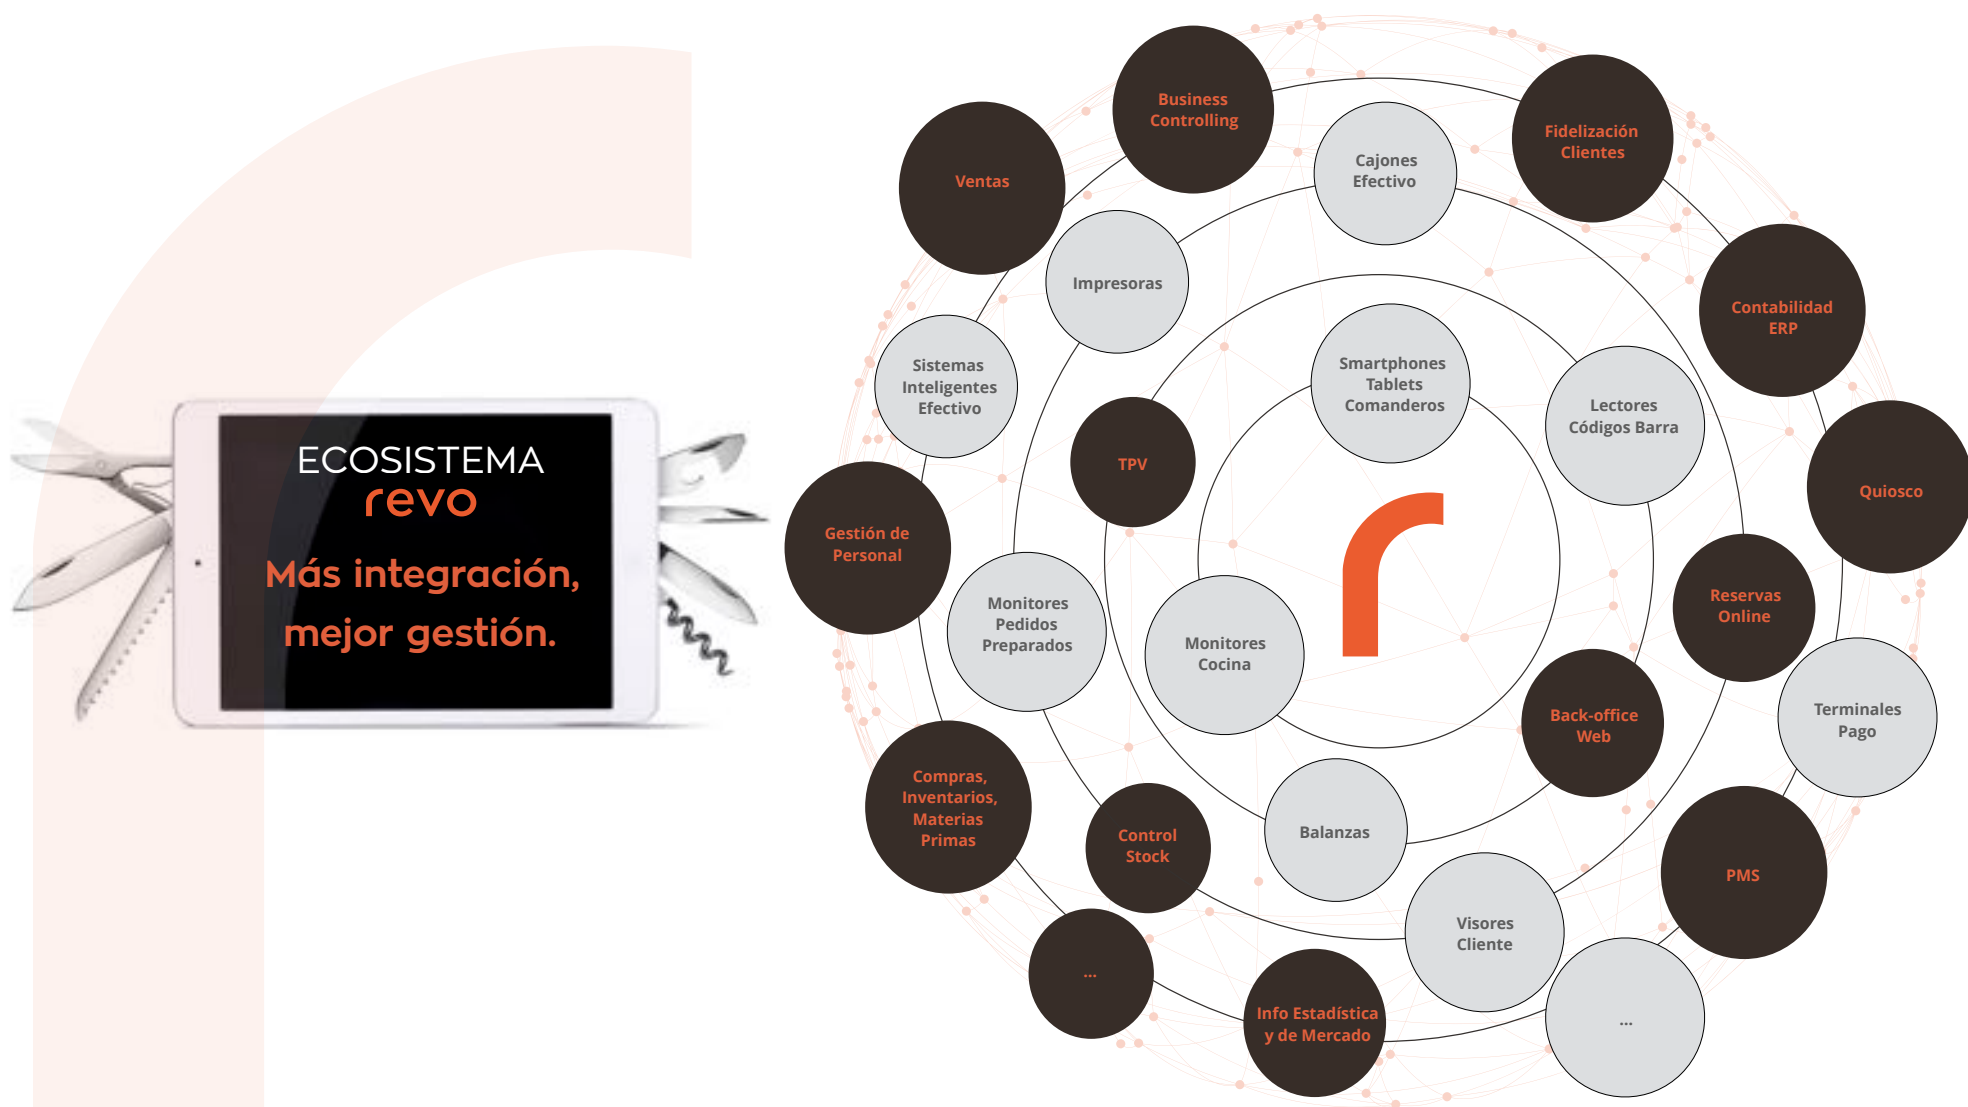 ECOSISTEMA
revo
Más integración,
mejor gestión.
Business
Controlling
Fidelización
Clientes
Cajones
Efectivo
Ventas
Impresoras
Contabilidad
ERP
Sistemas
Inteligentes
Efectivo
Smartphones
Tablets
Comanderos
Lectores
Códigos Barra
TPV
Quiosco
Gestión de
Personal
Monitores
Pedidos
Preparados
Monitores
Cocina
Reservas
Online
Back-office
Web
Terminales
Pago
Compras,
Inventarios,
Materias
Primas
Control
Stock
Balanzas
PMS
Visores
Cliente
...
Info Estadística
y de Mercado
...